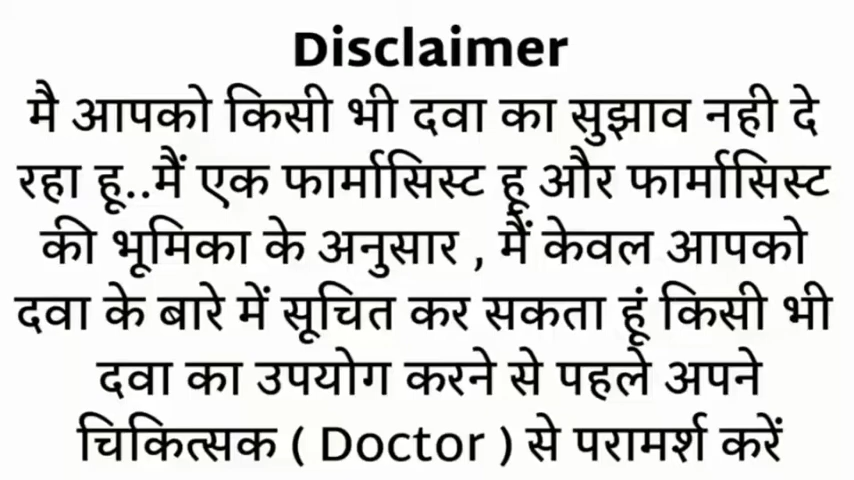 Disclaimer
मै आपको किसी भी दवा का सुझाव नही दे
रहा हू..मैं एक फार्मासिस्ट हू और फार्मासिस्ट
की भूमिका के अनुसार , मैं केवल आपको
दवा के बारे में सूचित कर सकता हूं किसी भी
दवा का उपयोग करने से पहले अपने
चिकित्सक ( Doctor ) से परामर्श करें